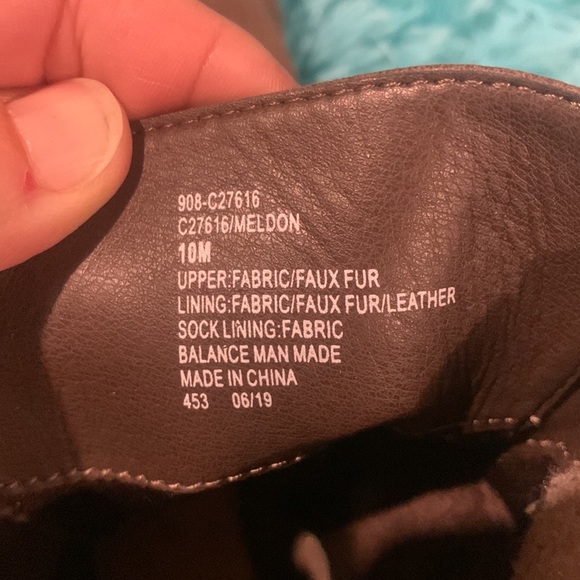 908-C27616
C27616/MELDON
10M
UPPER:FABRIC/FAUX FUR
LINING:FABRIC/FAUX FUR/LEATHER
SOCK LINING:FABRIC
BALANCE MAN MADE
MADE IN CHINA
453 06/19